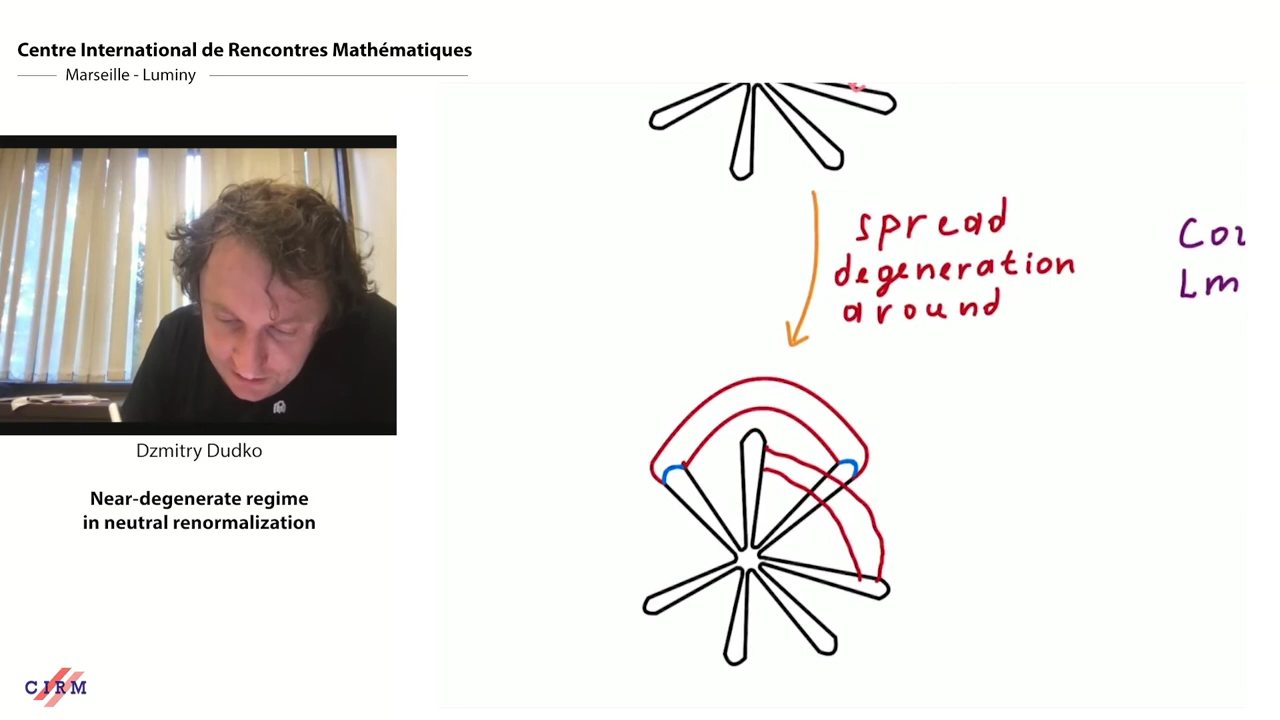 Centre International de Rencontres Mathématiques
Marseille - Luminy
spread
degeneration
around
Lm
Dzmitry Dudko
Near-degenerate regime
in neutral renormalization
CIRM